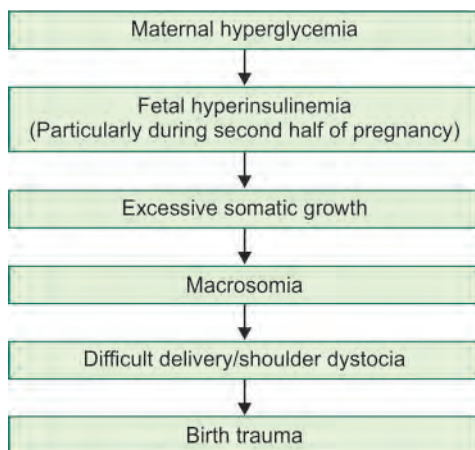 Maternal hyperglycemia
Fetal hyperinsulinemia
(Particularly during second half of pregnancy)
Excessive somatic growth
Macrosomia
Difficult delivery/shoulder dystocia
Birth trauma